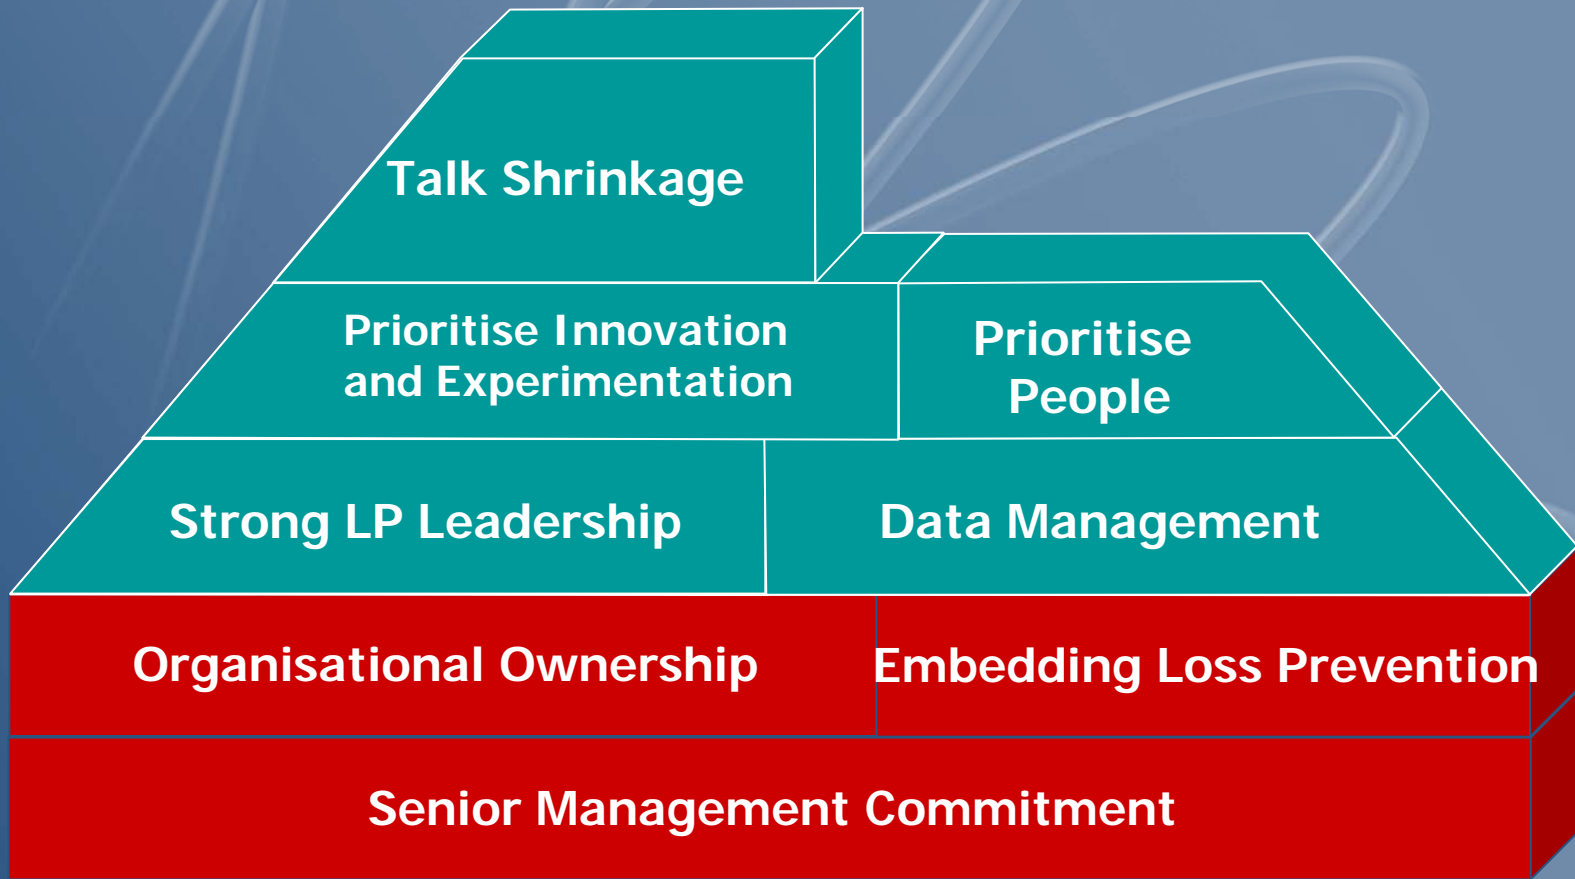 Talk Shrinkage
Prioritise Innovation
and Experimentation
Prioritise
People
Strong LP Leadership
Data Management
Organisational Ownership
Embedding Loss Prevention
Senior Management Commitment